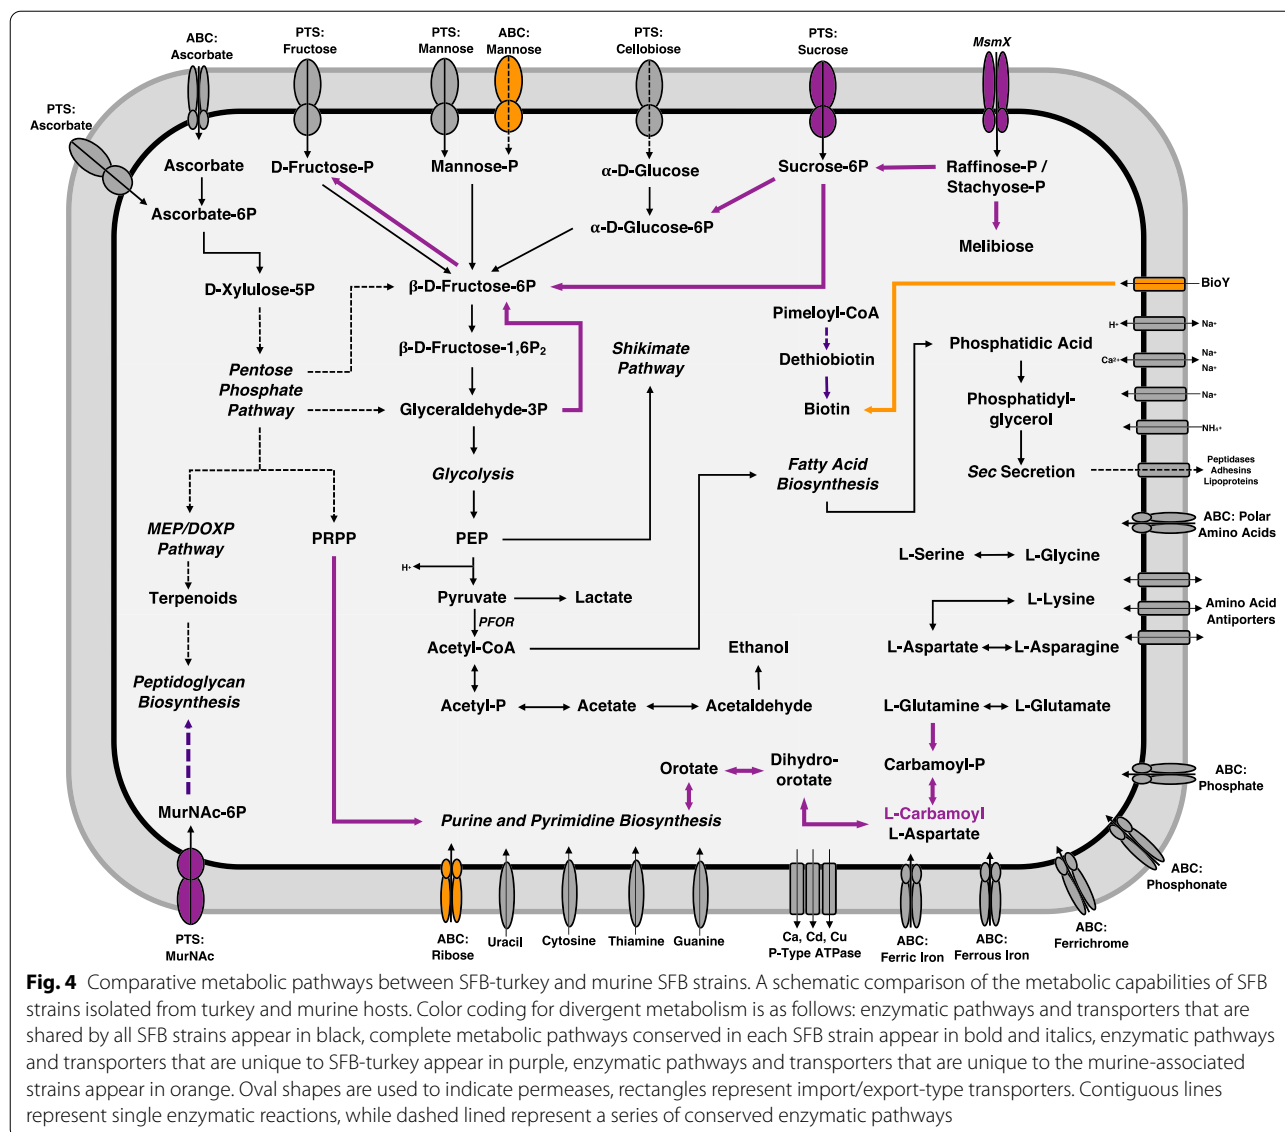 ABC:
Ascorbate
PTS:
Fructose
PTS:
Mannose
ABC:
Mannose
PTS:
Cellobiose
PTS:
Sucrose
MsmX
PTS:
Ascorbate
Ascorbate
D-Fructose-P
Mannose-P
α-D-Glucose
Sucrose-6P
Raffinose-P /
Stachyose-P
Ascorbate-6P
α-D-Glucose-6P
Melibiose
D-Xylulose-5P
β-D-Fructose-6P
BioY
Pimeloyl-CoA
H+
Na+
β-D-Fructose-1,6P2
Shikimate
Pathway
Dethiobiotin
Phosphatidic Acid
Ca2+
Na+
Na+
Pentose
Phosphate
Pathway
Glyceraldehyde-3P
Biotin
Phosphatidyl-
glycerol
Na+
NH4+
Glycolysis
Fatty Acid
Biosynthesis
Sec Secretion
Peptidases
Adhesins
Lipoproteins
MEP/DOXP
Pathway
PRPP
PEP
ABC: Polar
Amino Acids
L-Serine
L-Glycine
H+
Terpenoids
Pyruvate
Lactate
L-Lysine
Amino Acid
Antiporters
PFOR
Acetyl-CoA
Ethanol
L-Aspartate
L-Asparagine
Peptidoglycan
Biosynthesis
Acetyl-P
Acetate
Acetaldehyde
L-Glutamine
L-Glutamate
Orotate
Dihydro-
orotate
Carbamoyl-P
ABC:
Phosphate
MurNAc-6P
Purine and Pyrimidine Biosynthesis
L-Carbamoyl
L-Aspartate
ABC:
Phosphonate
PTS:
MurNAc
ABC:
Ribose
Uracil
Cytosine
Thiamine
Guanine
Ca, Cd, Cu
P-Type ATPase
ABC:
Ferric Iron
ABC:
Ferrous Iron
ABC:
Ferrichrome
Fig. 4 Comparative metabolic pathways between SFB-turkey and murine SFB strains. A schematic comparison of the metabolic capabilities of SFB
strains isolated from turkey and murine hosts. Color coding for divergent metabolism is as follows: enzymatic pathways and transporters that are
shared by all SFB strains appear in black, complete metabolic pathways conserved in each SFB strain appear in bold and italics, enzymatic pathways
and transporters that are unique to SFB-turkey appear in purple, enzymatic pathways and transporters that are unique to the murine-associated
strains appear in orange. Oval shapes are used to indicate permeases, rectangles represent import/export-type transporters. Contiguous lines
represent single enzymatic reactions, while dashed lined represent a series of conserved enzymatic pathways